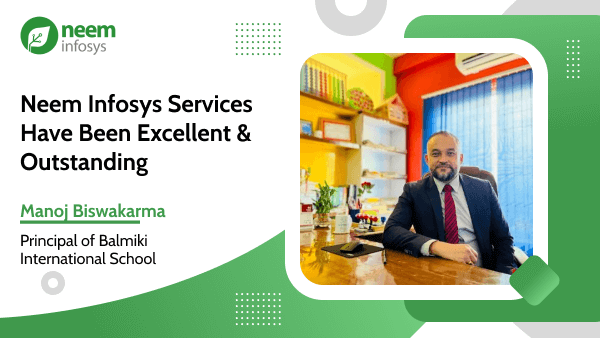 neem
infosys
Neem Infosys Services
Have Been Excellent &
Outstanding
Manoj Biswakarma
Principal of Balmiki
International School